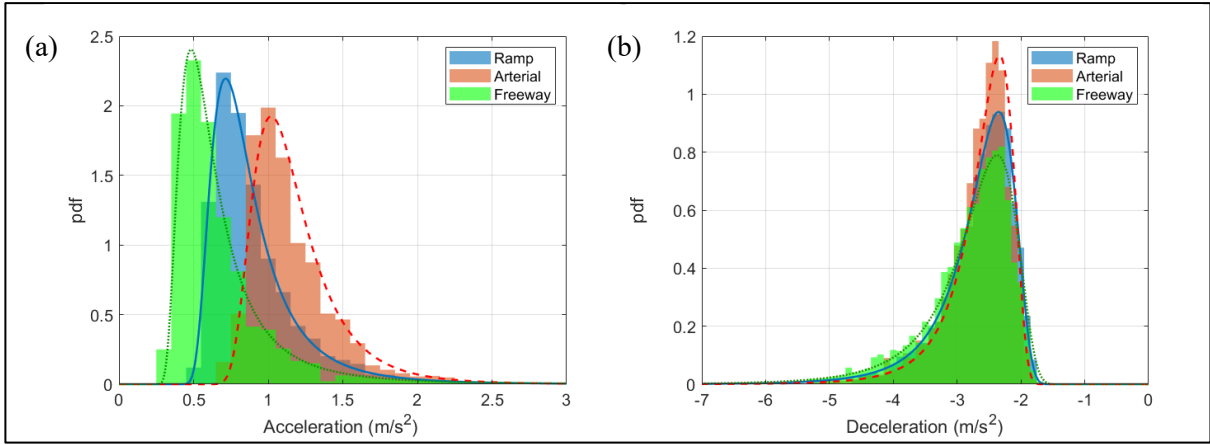 (a)
pdf
2.5
2
1.5
1
0.5
0
0 0.5 1 1.5 2 2.5 3
Acceleration (m/s²)
Ramp
Arterial
Freeway
(b)
pdf
1.2
1
0.8
0.6
0.4
0.2
0
-7 -6 -5 -4 -3 -2 -1 0
Deceleration (m/s²)
Ramp
Arterial
Freeway